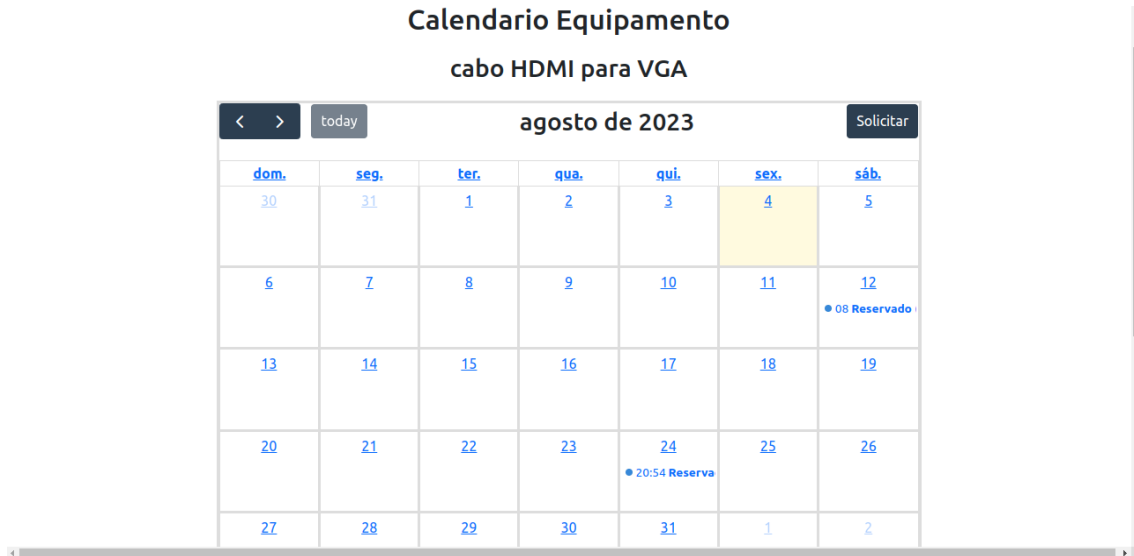 Calendario Equipamento
cabo HDMI para VGA
today agosto de 2023 Solicitar
dom. seg. ter. qua. qui. sex. sáb.
30 31 1 2 3 4 5
6 7 8 9 10 11 12
08 Reservado
13 14 15 16 17 18 19
20 21 22 23 24 25 26
20:54 Reserva
27 28 29 30 31 1 2